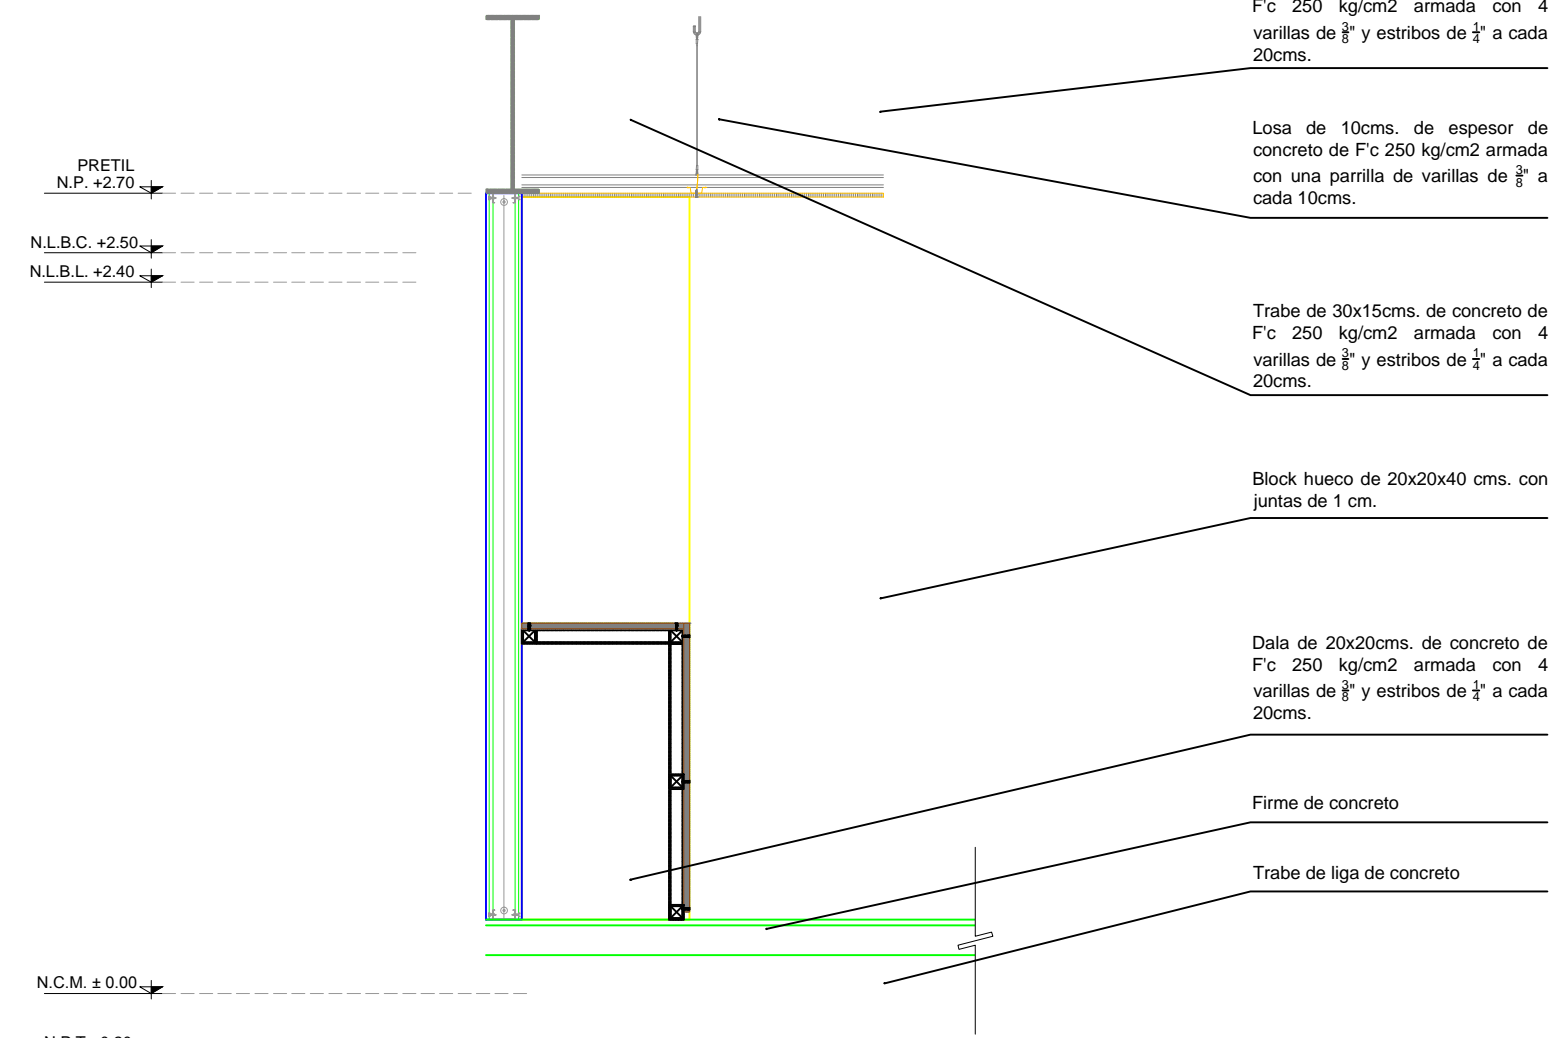 F'c 250 kg/cm2 armada con 4
varillas de 3/8" y estribos de 1/4" a cada
20cms.
Losa de 10cms. de espesor de
concreto de F'c 250 kg/cm2 armada
con una parrilla de varillas de 3/8" a
cada 10cms.
PRETIL
N.P. +2.70
N.L.B.C. +2.50
N.L.B.L. +2.40
Trabe de 30x15cms. de concreto de
F'c 250 kg/cm2 armada con 4
varillas de 3/8" y estribos de 1/4" a cada
20cms.
Block hueco de 20x20x40 cms. con
juntas de 1 cm.
Dala de 20x20cms. de concreto de
F'c 250 kg/cm2 armada con 4
varillas de 3/8" y estribos de 1/4" a cada
20cms.
Firme de concreto
Trabe de liga de concreto
N.C.M. ± 0.00